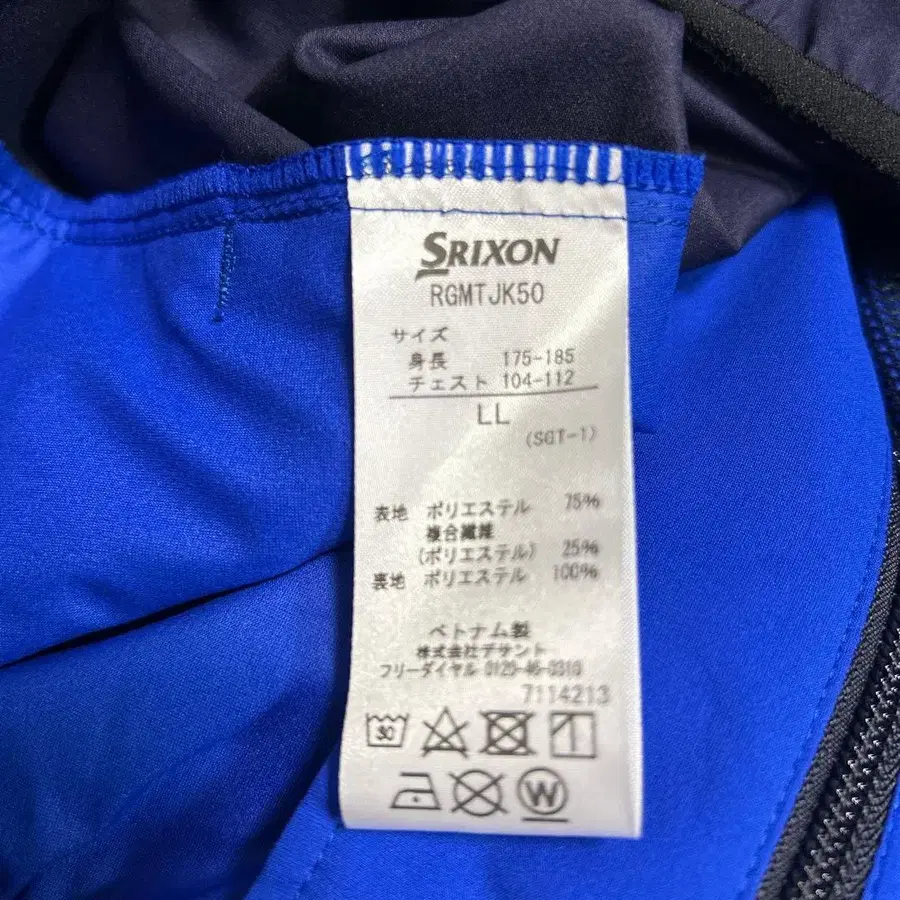 SRIXON
RGMTJK50
サイズ
身長 175-185
チェスト 104-112
LL
(SGT-1)
表地 ポリエステル 75%
複合繊維
(ポリエステル) 25%
裏地 ポリエステル 100%
ベトナム製
株式会社デサント
フリーダイヤル 0120-46-0310
7114213
30
W